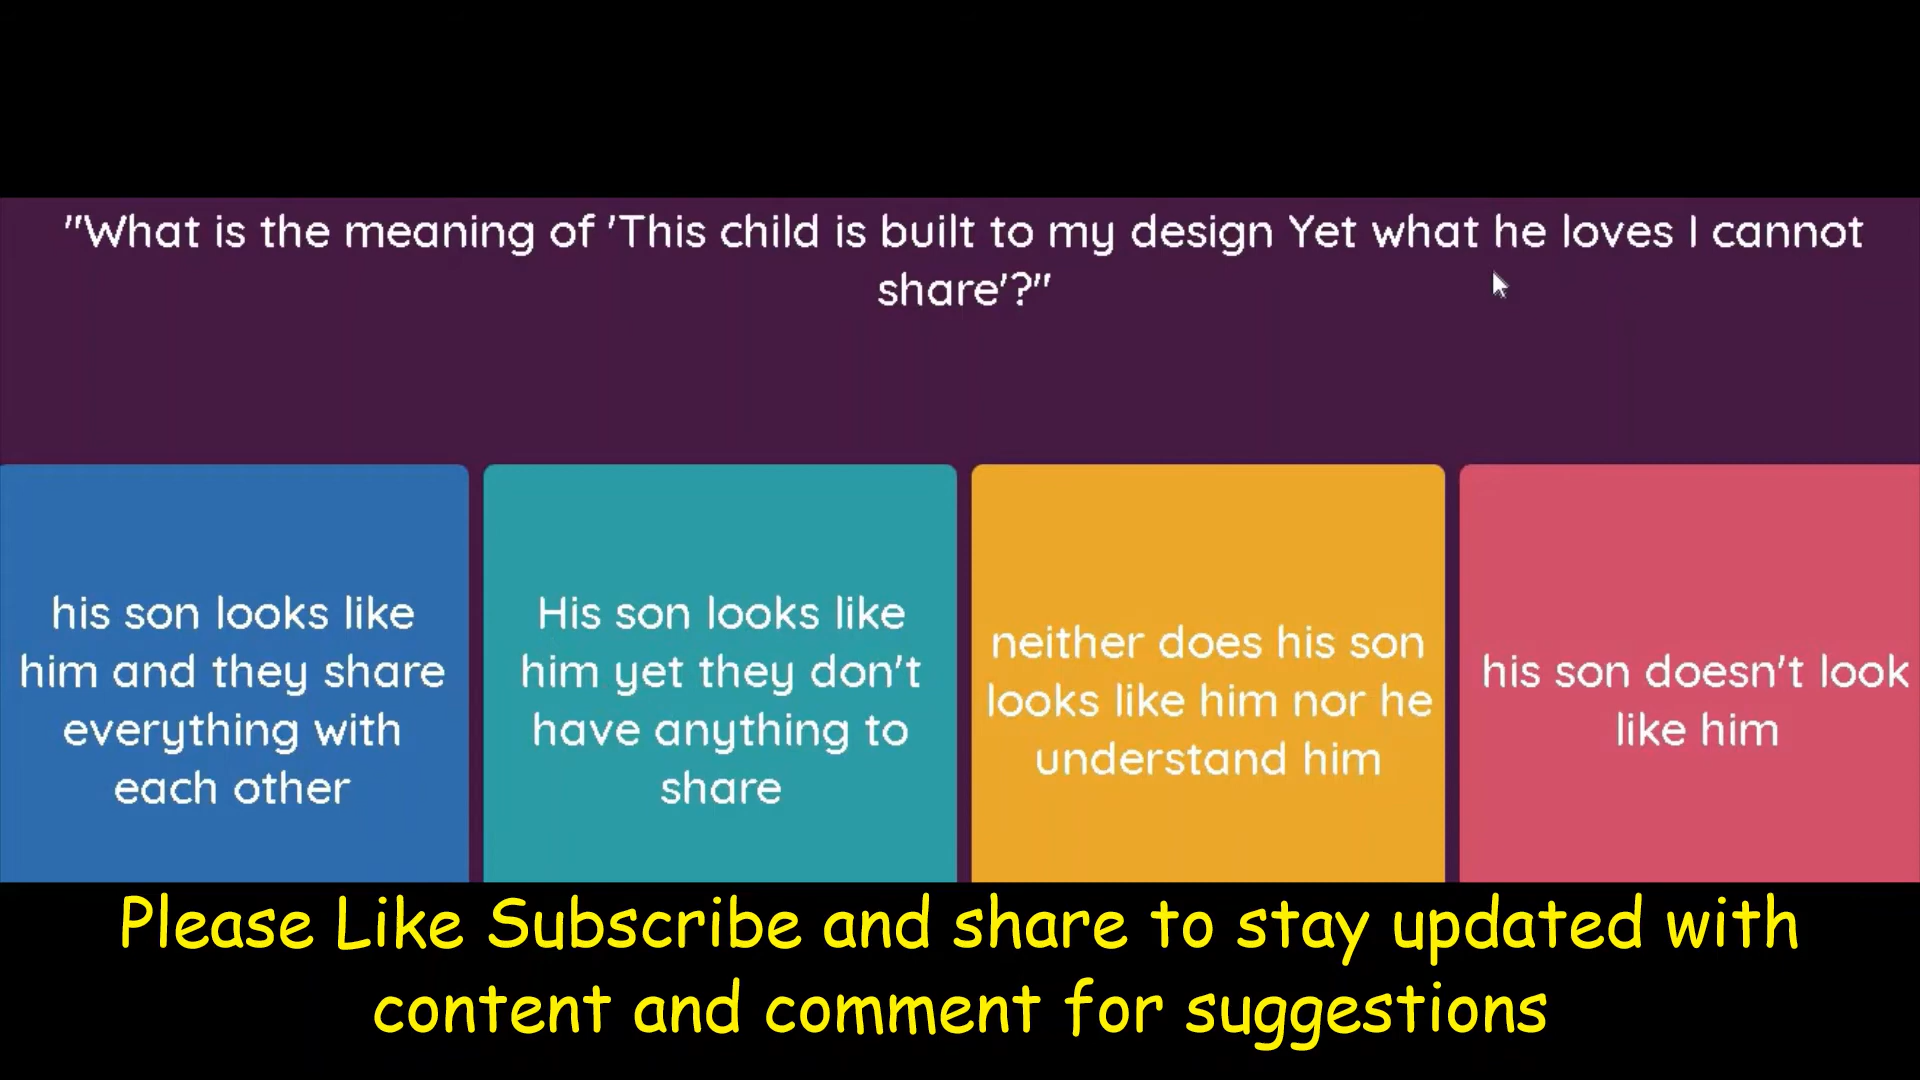 "What is the meaning of 'This child is built to my design Yet what he loves I cannot
share'?"
his son looks like
him and they share
everything with
each other
His son looks like
him yet they don't
have anything to
share
neither does his son
looks like him nor he
understand him
his son doesn't look
like him
Please Like Subscribe and share to stay updated with
content and comment for suggestions